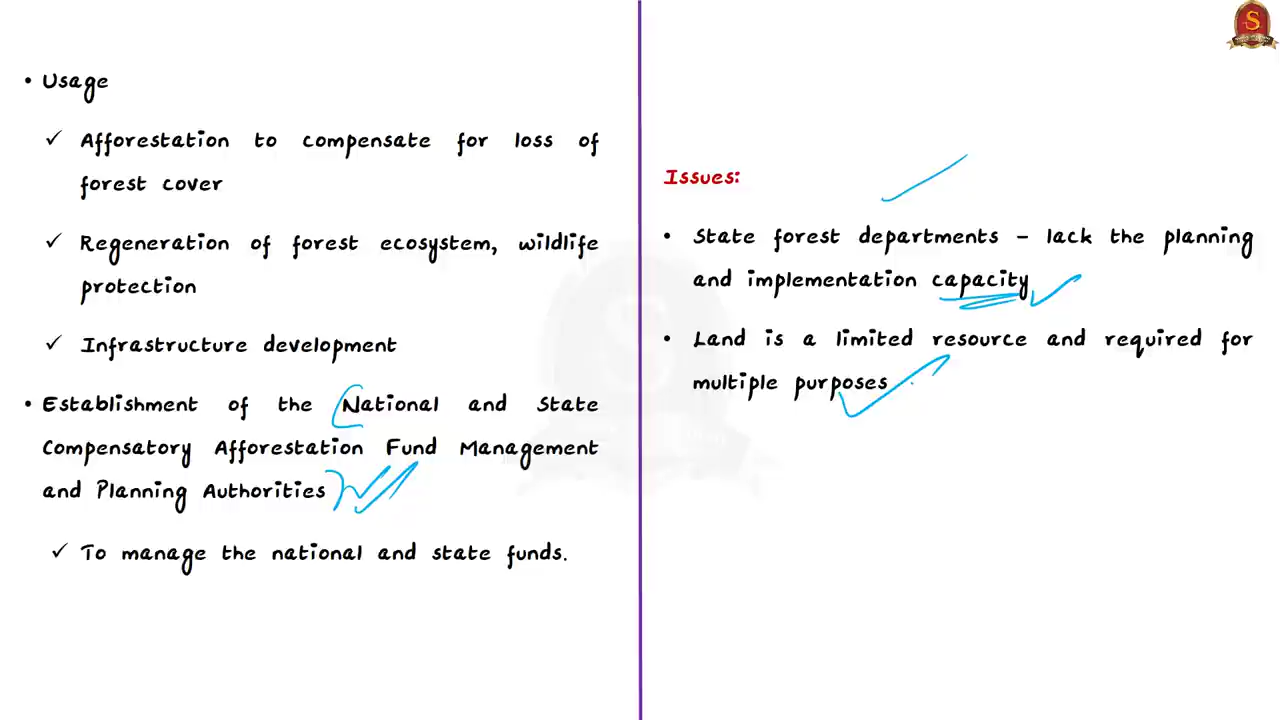 • Usage
✓ Afforestation to compensate for loss of
forest cover
✓ Regeneration of forest ecosystem, wildlife
protection
✓ Infrastructure development
• Establishment of the National and State
Compensatory Afforestation Fund Management
and Planning Authorities
✓ To manage the national and state funds.
Issues:
• State forest departments – lack the planning
and implementation capacity
• Land is a limited resource and required for
multiple purposes
S